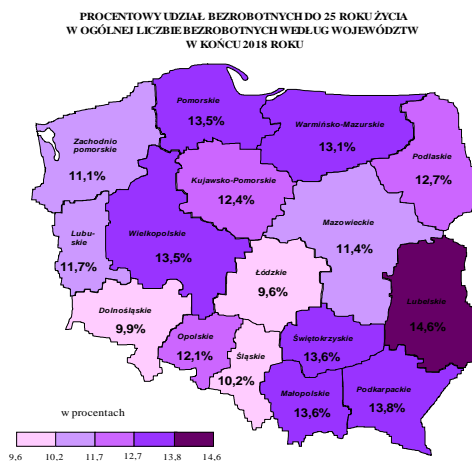 PROCENTOWY UDZIAŁ BEZROBOTNYCH DO 25 ROKU ŻYCIA
W OGÓLNEJ LICZBIE BEZROBOTNYCH WEDŁUG WOJEWÓDZTW
W KOŃCU 2018 ROKU
Pomorskie
13,5%
Warmińsko-Mazurskie
13,1%
Zachodnio
pomorskie
11,1%
Podlaskie
12,7%
Kujawsko-Pomorskie
12,4%
Mazowieckie
11,4%
Lubu-
skie
11,7%
Wielkopolskie
13,5%
Łódzkie
9,6%
Lubelskie
14,6%
Dolnośląskie
9,9%
Opolskie
12,1%
Śląskie
10,2%
Świętokrzyskie
13,6%
Małopolskie
13,6%
Podkarpackie
13,8%
w procentach
9,6 10,2 11,7 12,7 13,8 14,6